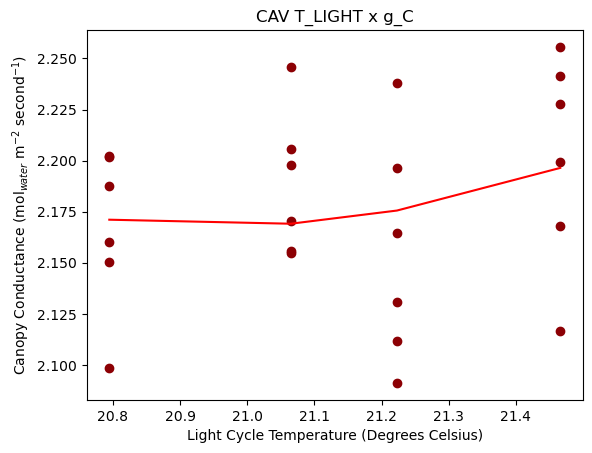 CAV T_LIGHT x g_C
Canopy Conductance (mol_water m⁻² second⁻¹)
2.250
2.225
2.200
2.175
2.150
2.125
2.100
20.8 20.9 21.0 21.1 21.2 21.3 21.4
Light Cycle Temperature (Degrees Celsius)